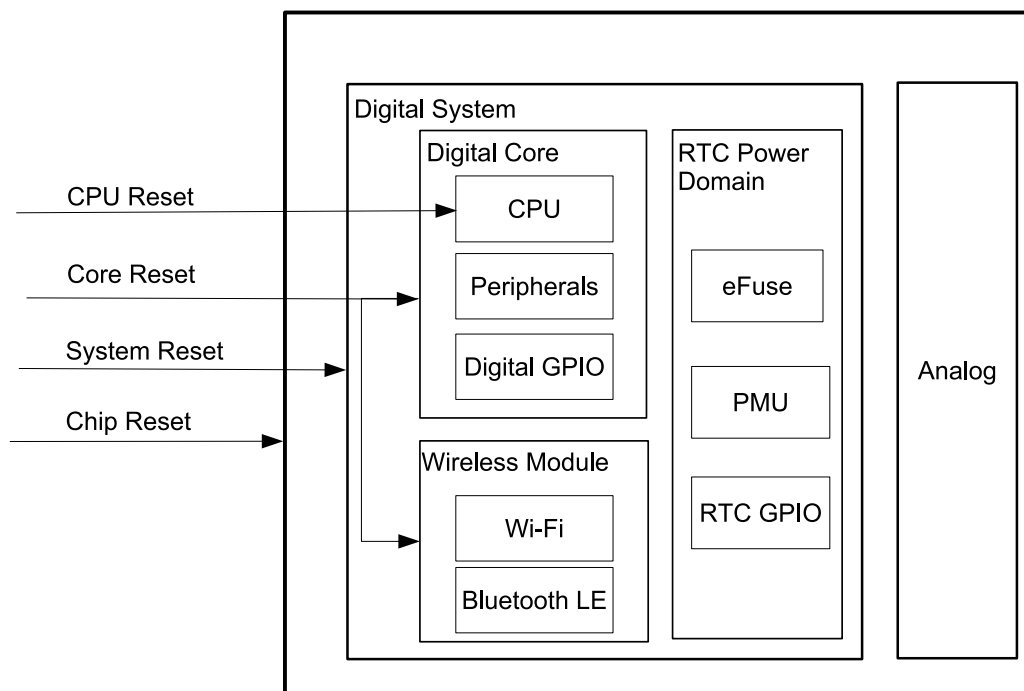 CPU Reset
Core Reset
System Reset
Chip Reset
Digital System
Digital Core
CPU
Peripherals
Digital GPIO
Wireless Module
Wi-Fi
Bluetooth LE
RTC Power
Domain
eFuse
PMU
RTC GPIO
Analog